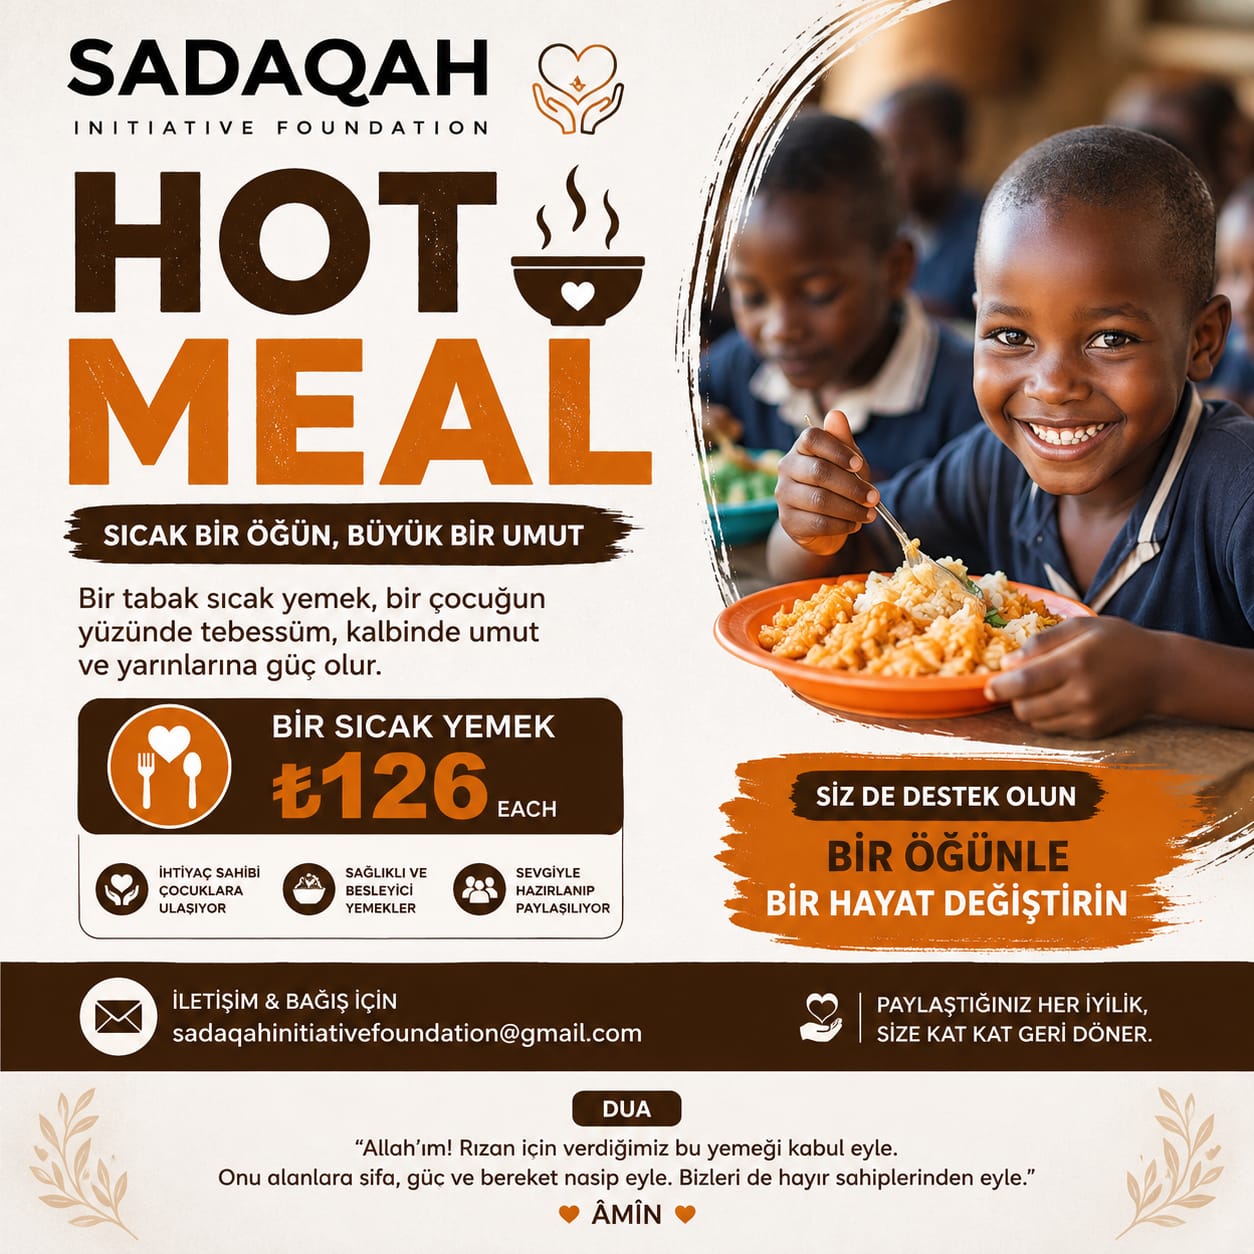 SADAQAH
INITIATIVE FOUNDATION
HOT
MEAL
SICAK BİR ÖĞÜN, BÜYÜK BİR UMUT
Bir tabak sıcak yemek, bir çocuğun
yüzünde tebessüm, kalbinde umut
ve yarınlarına güç olur.
BİR SICAK YEMEK
₺126 EACH
İHTİYAÇ SAHİBİ
ÇOCUKLARA
ULAŞIYOR
SAĞLIKLI VE
BESLEYİCİ
YEMEKLER
SEVGİYLE
HAZIRLANIP
PAYLAŞILIYOR
SİZ DE DESTEK OLUN
BİR ÖĞÜNLE
BİR HAYAT DEĞİŞTİRİN
İLETİŞİM & BAĞIŞ İÇİN
sadaqahinitiativefoundation@gmail.com
PAYLAŞTIĞINIZ HER İYİLİK,
SİZE KAT KAT GERİ DÖNER.
DUA
“Allah’ım! Rızan için verdiğimiz bu yemeği kabul eyle.
Onu alanlara sifa, güç ve bereket nasip eyle. Bizleri de hayır sahiplerinden eyle.”
ÂMÎN